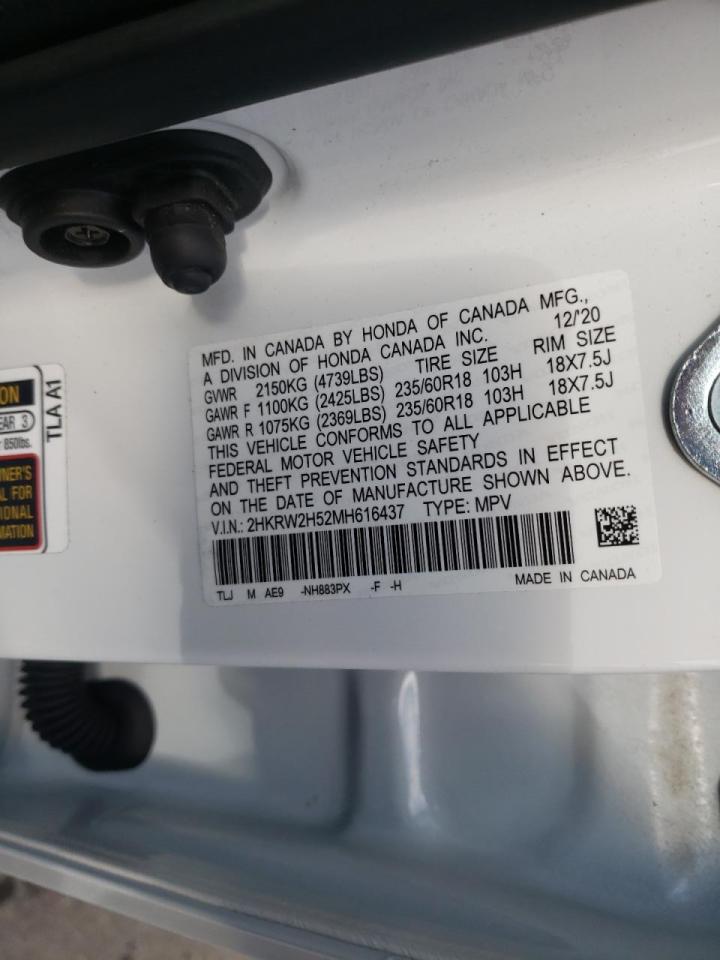 MFD. IN CANADA BY HONDA OF CANADA MFG.,
A DIVISION OF HONDA CANADA INC. 12/'20
GVWR 2150KG (4739LBS) TIRE SIZE RIM SIZE
GAWR F 1100KG (2425LBS) 235/60R18 103H 18X7.5J
GAWR R 1075KG (2369LBS) 235/60R18 103H 18X7.5J
THIS VEHICLE CONFORMS TO ALL APPLICABLE
FEDERAL MOTOR VEHICLE SAFETY
AND THEFT PREVENTION STANDARDS IN EFFECT
ON THE DATE OF MANUFACTURE SHOWN ABOVE.
V.I.N.: 2HKRW2H52MH616437 TYPE: MPV
TLJ M AE9 -NH883PX -F -H MADE IN CANADA
TLA A1
3
850lbs.
FOR